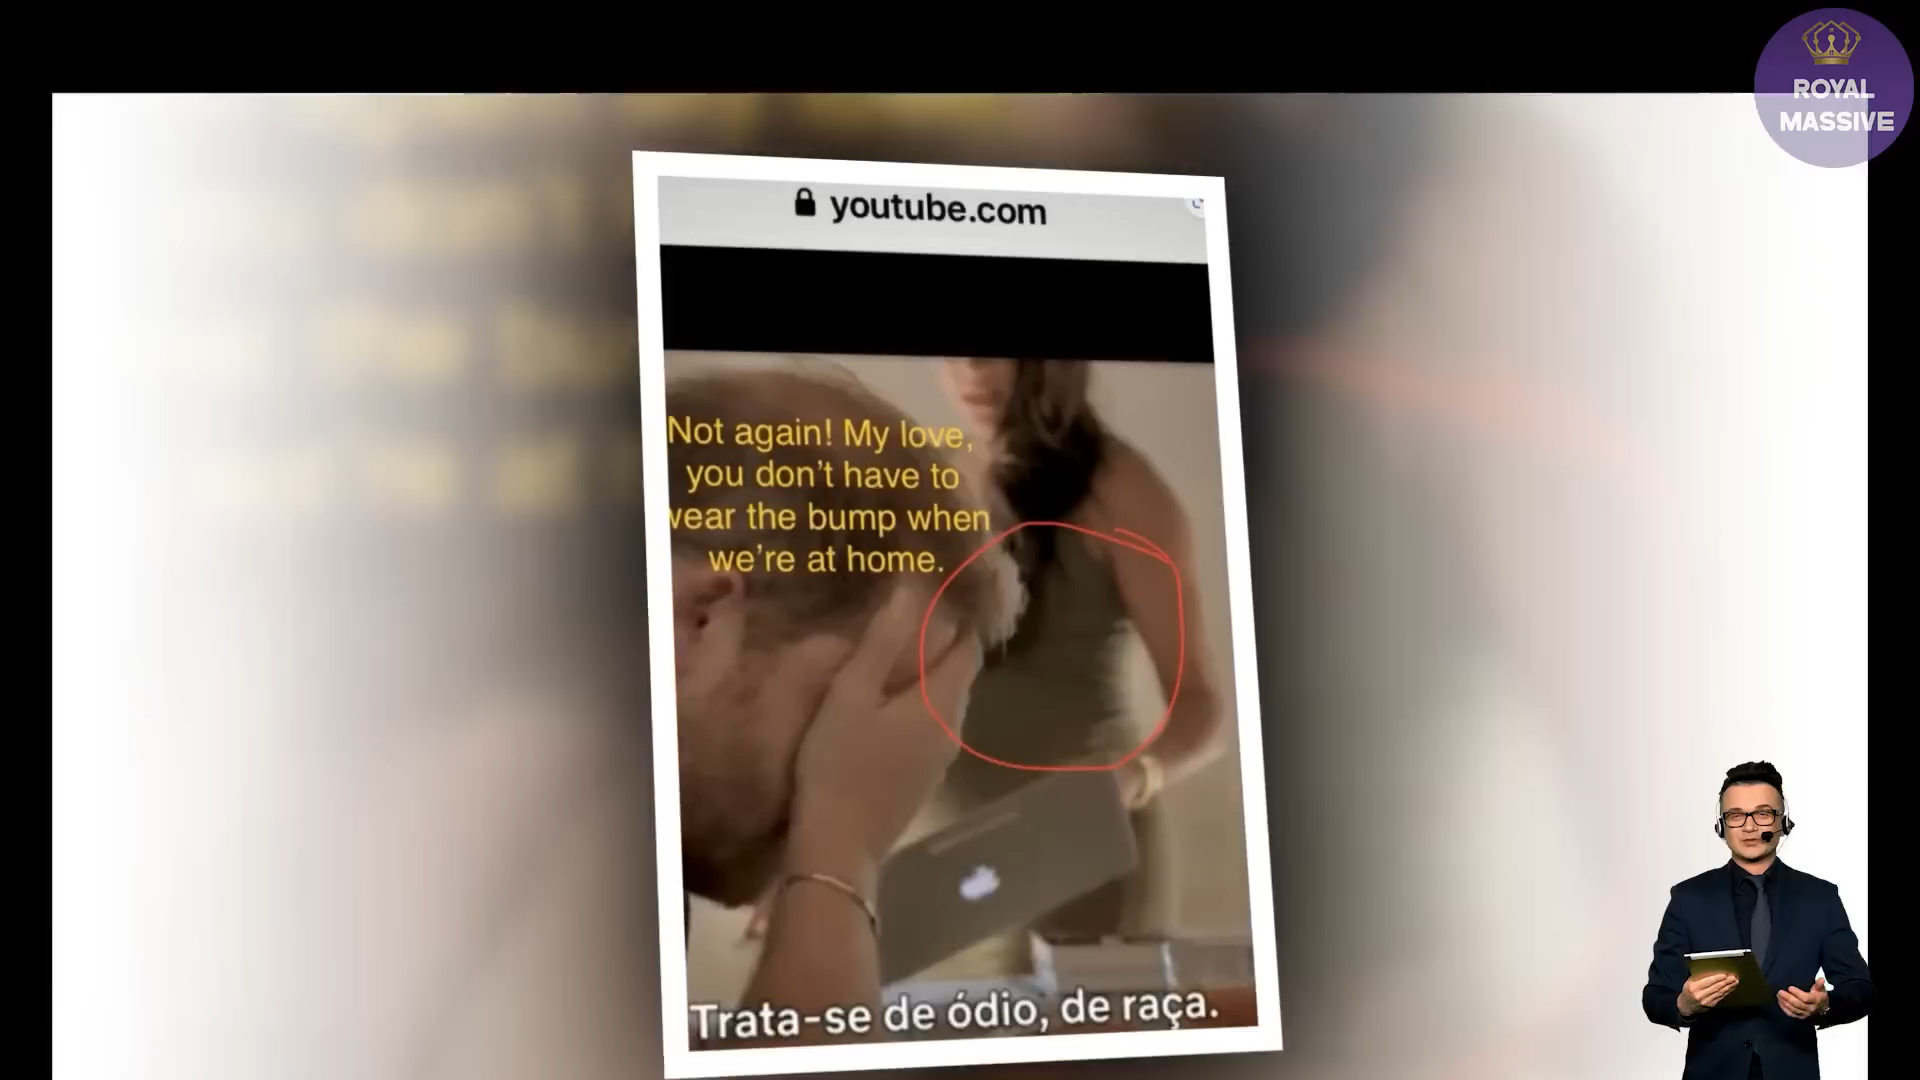 ROYAL
MASSIVE
youtube.com
Not again! My love,
you don't have to
wear the bump when
we're at home.
Trata-se de ódio, de raça.